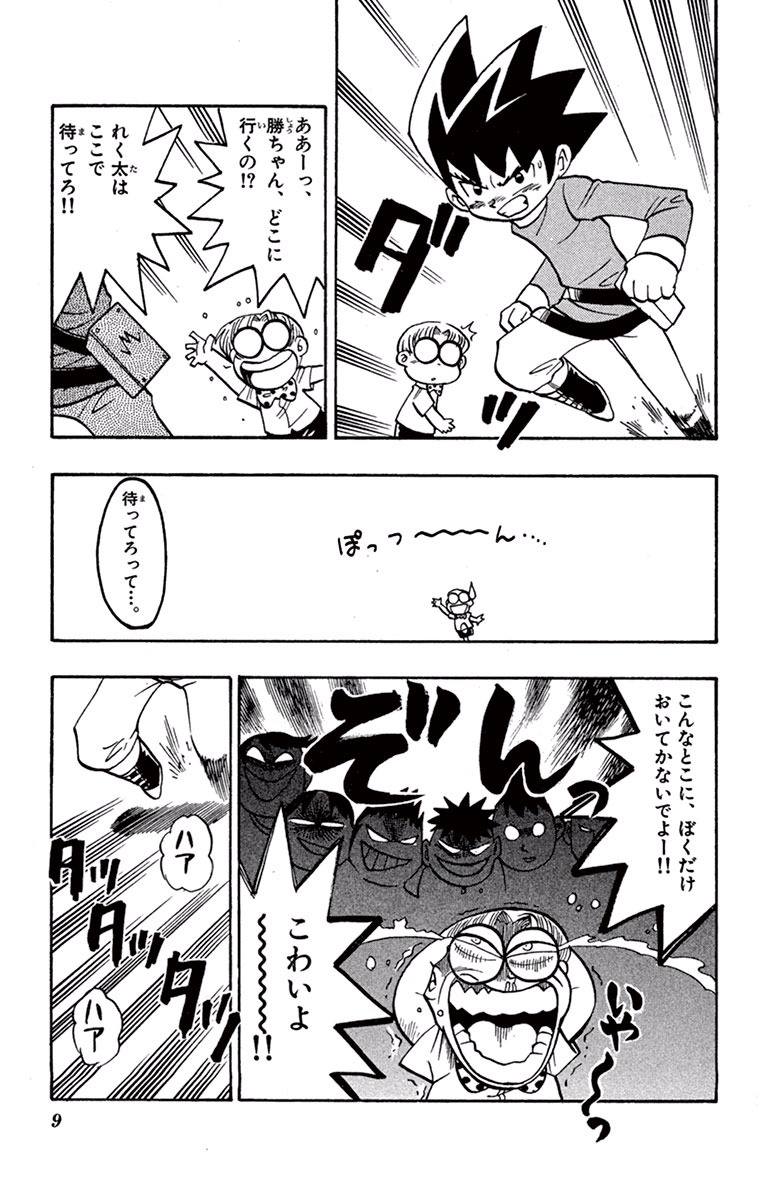 ダッ
ああーっ、
勝ちゃん、どこに
行くの!?
れく太は
ここで
待ってろ!!
ぽっつ〜〜〜ん‥‥
待ってろって…。
こんなとこに、ぼくだけ
おいてかないでよー!!
ぞんっ
いや〜〜っ
こわいよ
〜〜〜〜!!
ハァ
タッ
タッ
タッ
ハァ
9